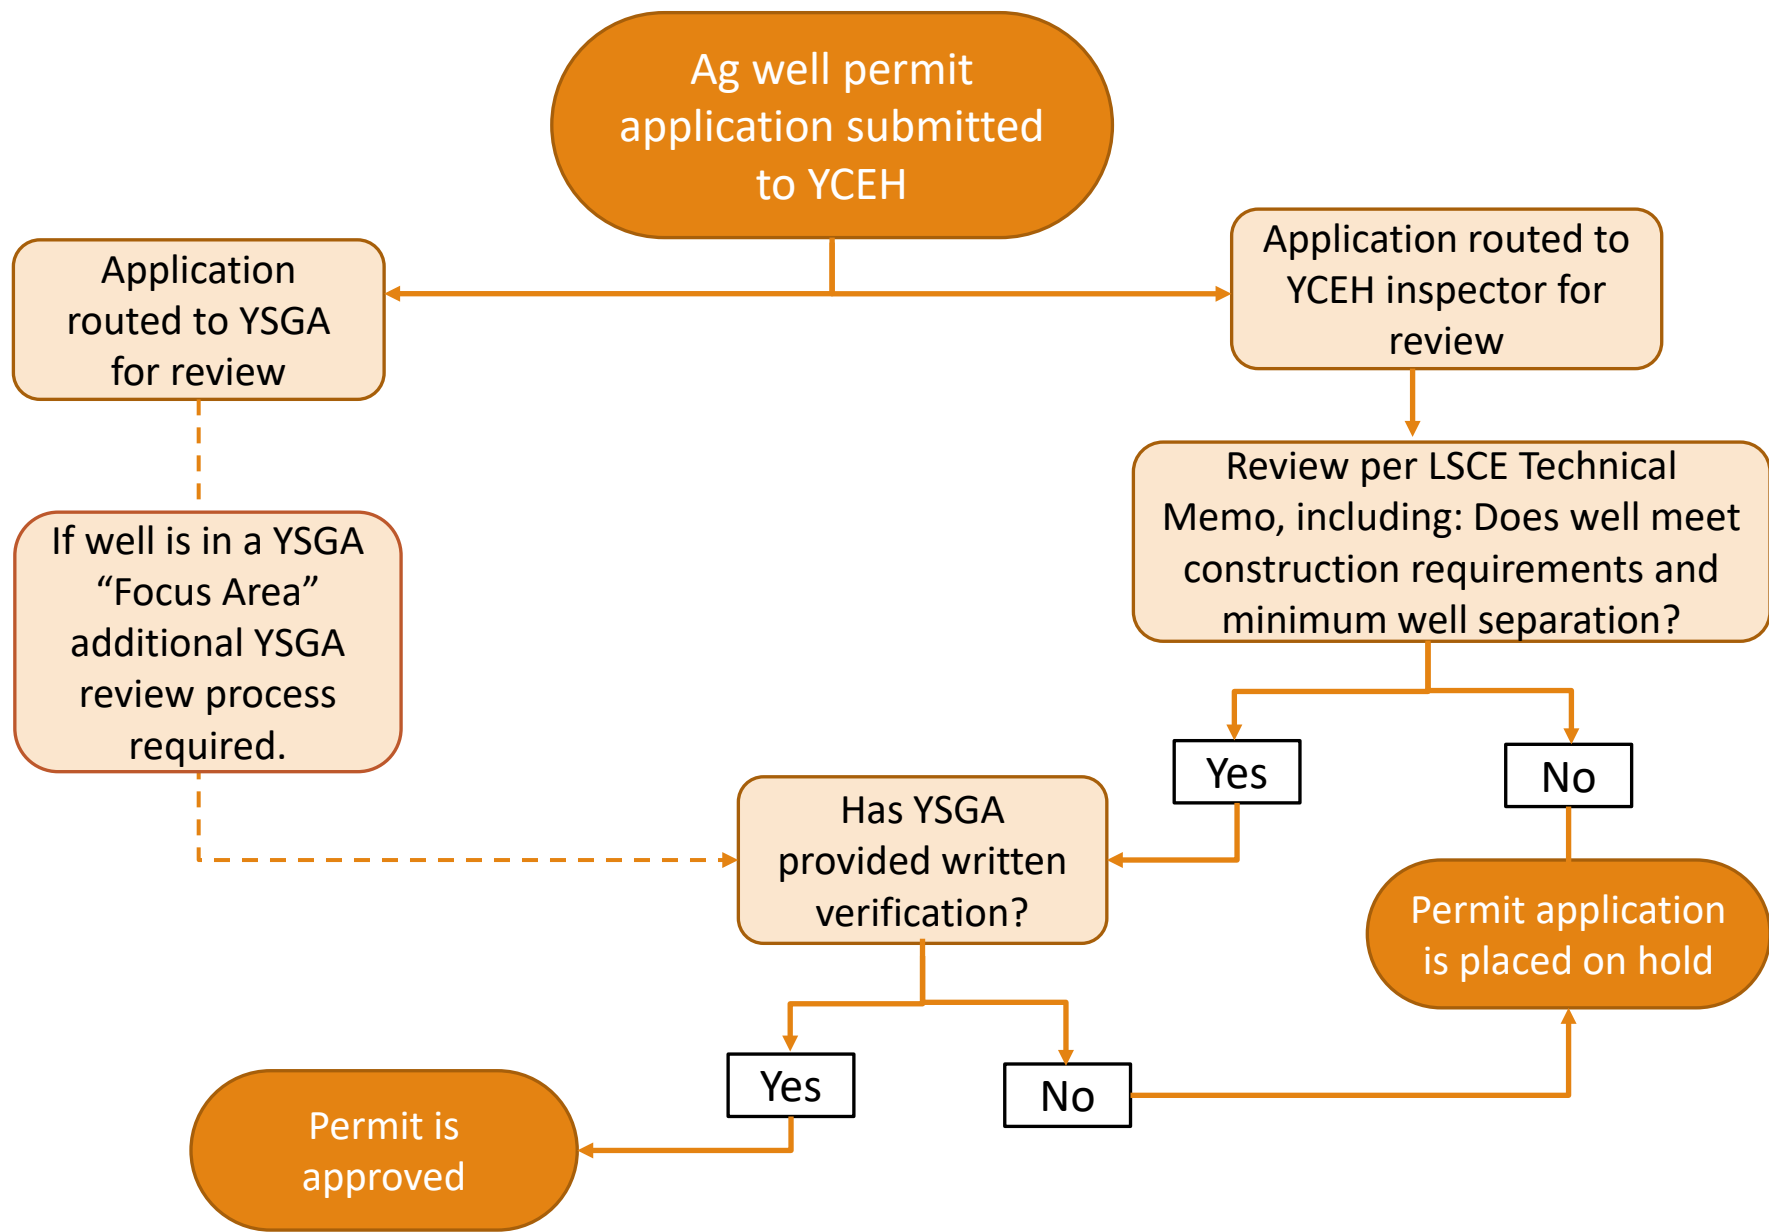 Ag well permit
application submitted
to YCEH
Application
routed to YSGA
for review
Application routed to
YCEH inspector for
review
If well is in a YSGA
“Focus Area”
additional YSGA
review process
required.
Review per LSCE Technical
Memo, including: Does well meet
construction requirements and
minimum well separation?
Yes
No
Has YSGA
provided written
verification?
Permit application
is placed on hold
Yes
No
Permit is
approved